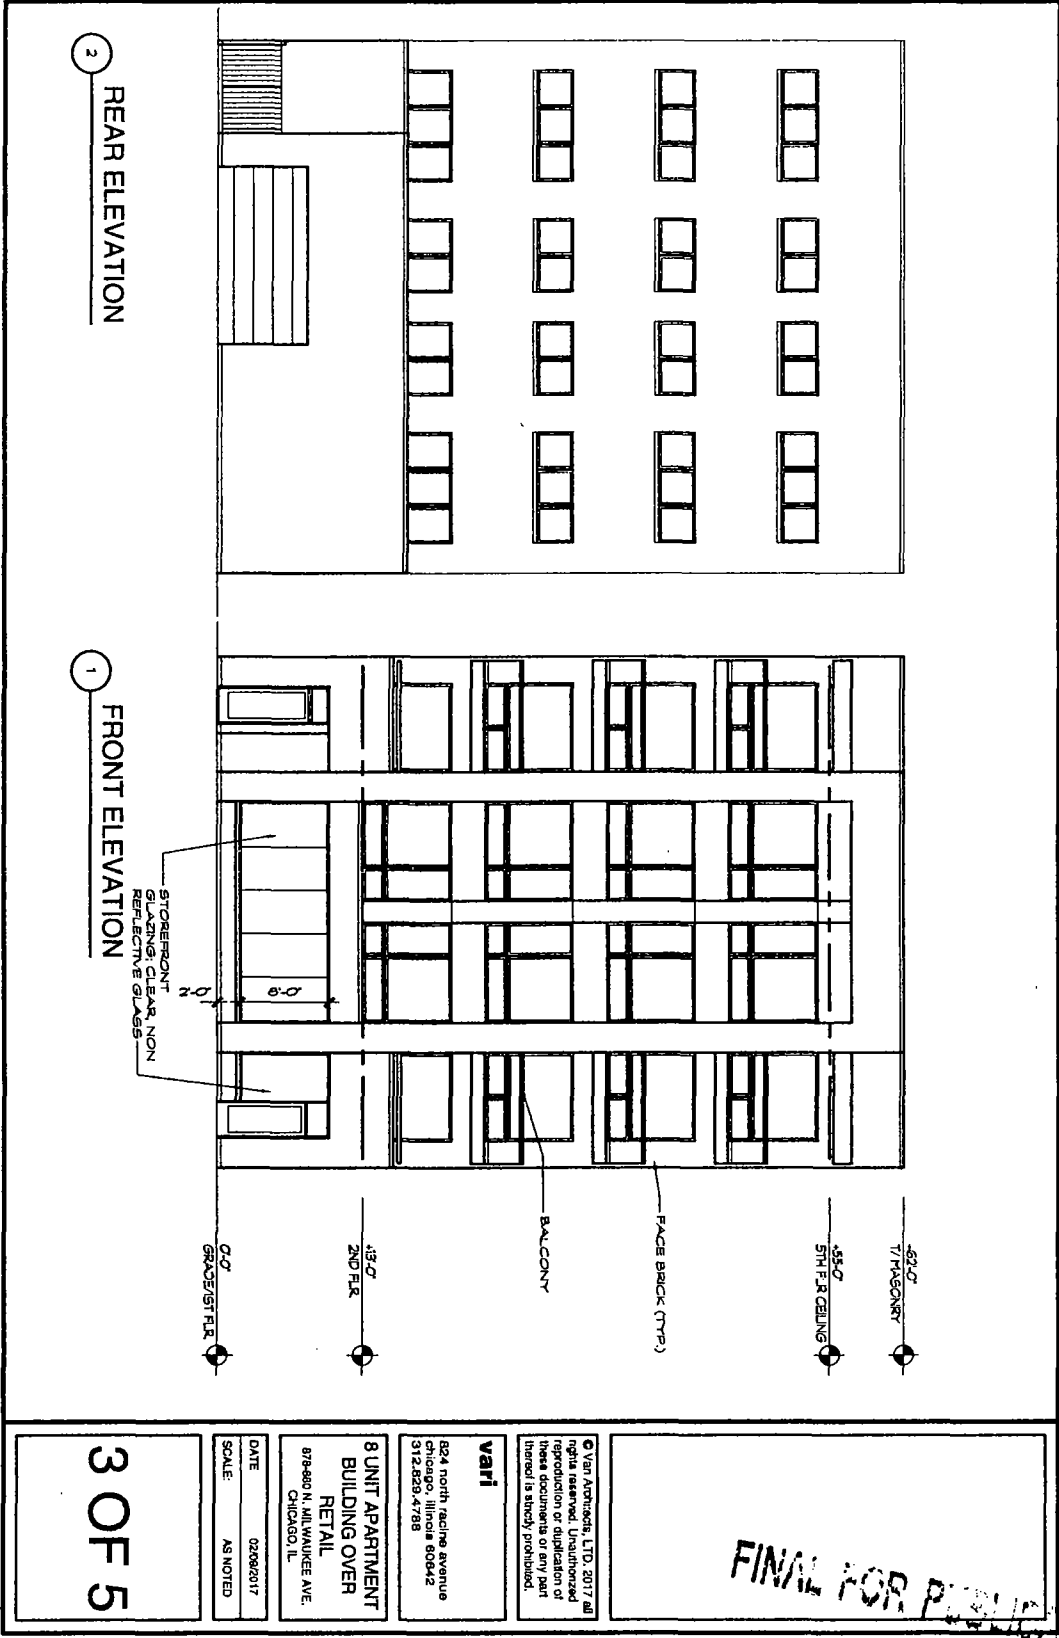 2
REAR ELEVATION
1
FRONT ELEVATION
STOREFRONT
GLAZING: CLEAR, NON
REFLECTIVE GLASS
2'-0"
8'-0"
BALCONY
FACE BRICK (TYP.)
+62'-0"
T/ MASONRY
+55'-0"
5TH FLR CEILING
+13'-0"
2ND FLR
0'-0"
GRADE/1ST FLR
FINAL FOR
© Vari Architects, LTD. 2017 all
rights reserved. Unauthorized
reproduction or duplication of
these documents or any part
thereof is strictly prohibited.
vari
824 north racine avenue
chicago, illinois 60642
312.829.4788
8 UNIT APARTMENT
BUILDING OVER
RETAIL
878-880 N. MILWAUKEE AVE.
CHICAGO, IL
DATE 02/09/2017
SCALE: AS NOTED
3 OF 5